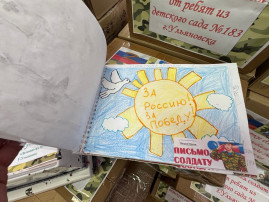 от ребят из
детского сада №183
г.Ульяновска
ЗА
РОССИЮ!
ЗА
ПОБЕДУ!
ПИСЬМО
СОЛДАТУ